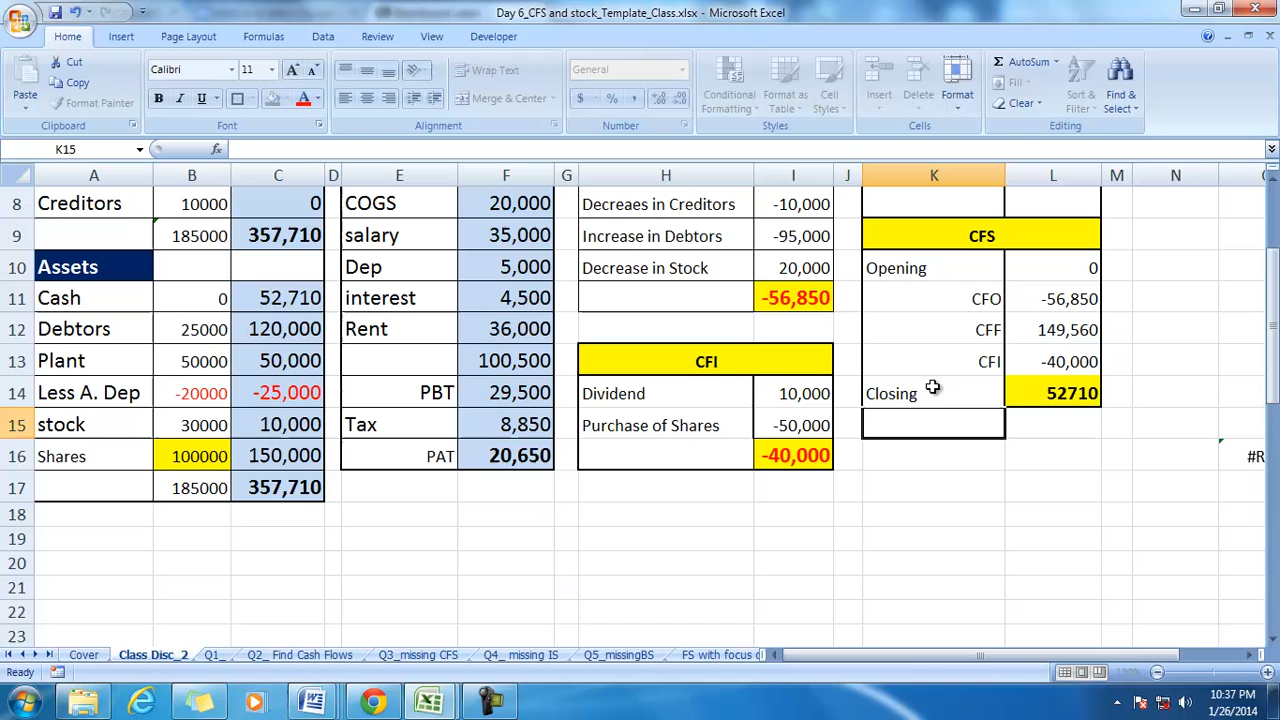 Day 6_CFS and stock_Template_Class.xlsx - Microsoft Excel
Home Insert Page Layout Formulas Data Review View Developer
Paste Cut Calibri 11 Wrap Text General Conditional Formatting Format as Table Cell Styles Insert Delete Format AutoSum Sort & Filter Find & Select
Copy Fill
Format Painter Merge & Center Clear
Clipboard Font Alignment Number Styles Cells Editing
K15 fx
A B C D E F G H I J K L M N
8 Creditors 10000 0 COGS 20,000 Decreaes in Creditors -10,000
9 185000 357,710 salary 35,000 Increase in Debtors -95,000 CFS
10 Assets Dep 5,000 Decrease in Stock 20,000 Opening 0
11 Cash 0 52,710 interest 4,500 -56,850 CFO -56,850
12 Debtors 25000 120,000 Rent 36,000 CFF 149,560
13 Plant 50000 50,000 100,500 CFI CFI -40,000
14 Less A. Dep -20000 -25,000 PBT 29,500 Dividend 10,000 Closing 52710
15 stock 30000 10,000 Tax 8,850 Purchase of Shares -50,000
16 Shares 100000 150,000 PAT 20,650 -40,000 #R
17 185000 357,710
18
19
20
21
22
23
Cover Class Disc_2 Q1_ Q2_ Find Cash Flows Q3_missing CFS Q4_ missing IS Q5_missingBS FS with focus
Ready
10:37 PM
1/26/2014